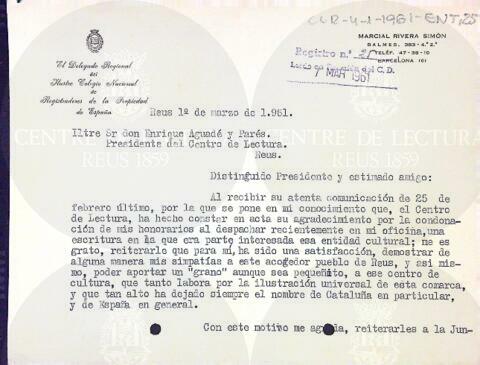 CLR-4-1-1961-ENT,25
MARCIAL RIVERA SIMÓN
BALMES, 383-4.º 2.ª
TELÉF. 47-38-10
BARCELONA (6)
Registro n.º 21
7 MAR 1961
El Delegado Regional
del
Ilustre Colegio Nacional
de
Registradores de la Propiedad
de España
Reus 1º de marzo de 1.961.
Iltre Sr don Enrique Aguadé y Parés.
Presidente del Centro de Lectura.
Reus.
CENTRE DE LECTURA
REUS 1859
CENTRE DE LECTURA
REUS 1859
Distinguido Presidente y estimado amigo:
Al recibir su atenta comunicación de 25 de
febrero último, por la que se pone en mi conocimiento que, el Centro
de Lectura, ha hecho constar en acta su agradecimiento por la condona-
ción de mis honorarios al despachar recientemente en mi oficina, una
escritura en la que era parte interesada esa entidad cultural; me es
grato, reiterarlo que para mí, ha sido una satisfacción, demostrar de
alguna manera mis simpatías a este acogedor pueblo de Reus, y asi mis-
mo, poder aportar un "grano" aunque sea pequeñito, a ese centro de
cultura, que tanto labora por la ilustración universal de esta comarca,
y que tan alto ha dejado siempre el nombre de Cataluña en particular,
y de España en general.
Con este motivo me agrada, reiterarles a la Jun-